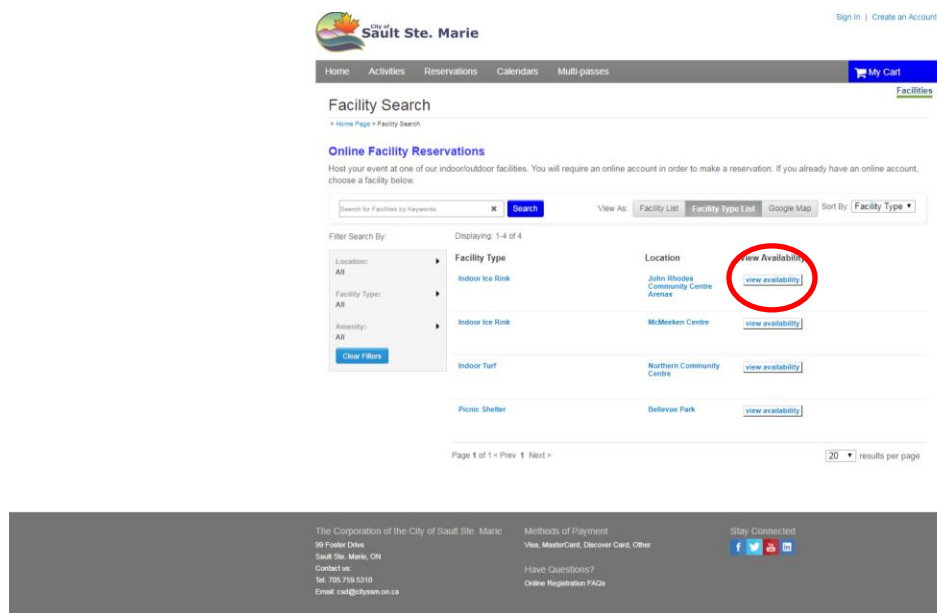 Sign In | Create an Account
City of
Sault Ste. Marie
Home Activities Reservations Calendars Multi-passes My Cart
Facilities
Facility Search
> Home Page > Facility Search
Online Facility Reservations
Host your event at one of our indoor/outdoor facilities. You will require an online account in order to make a reservation. If you already have an online account,
choose a facility below.
Search for Facilities by Keywords Search View As: Facility List Facility Type List Google Map Sort By: Facility Type
Filter Search By: Displaying: 1-4 of 4
Location:
All
Facility Type:
All
Amenity:
All
Clear Filters
Facility Type Location View Availability
Indoor Ice Rink John Rhodes view availability
Community Centre
Arenas
Indoor Ice Rink McMeeken Centre view availability
Indoor Turf Northern Community view availability
Centre
Picnic Shelter Bellevue Park view availability
Page 1 of 1 < Prev 1 Next > 20 results per page
The Corporation of the City of Sault Ste. Marie
99 Foster Drive
Sault Ste. Marie, ON
Contact us:
Tel. 705.759.5310
Email: csd@cityssm.on.ca
Methods of Payment
Visa, MasterCard, Discover Card, Other
Have Questions?
Online Registration FAQs
Stay Connected